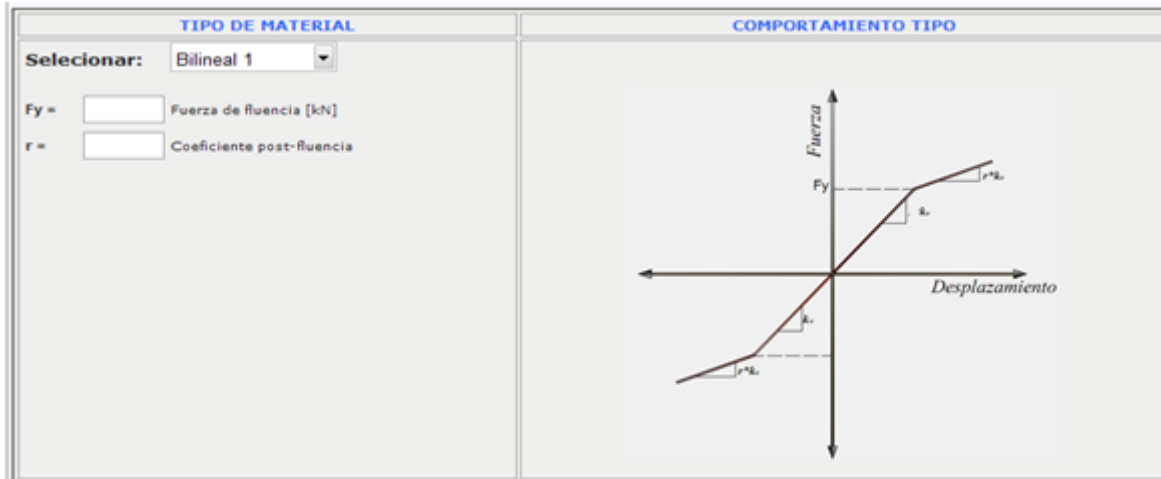 TIPO DE MATERIAL
COMPORTAMIENTO TIPO
Selecionar: Bilineal 1
Fy = Fuerza de fluencia [kN]
r = Coeficiente post-fluencia
Fuerza
Fy
Desplazamiento